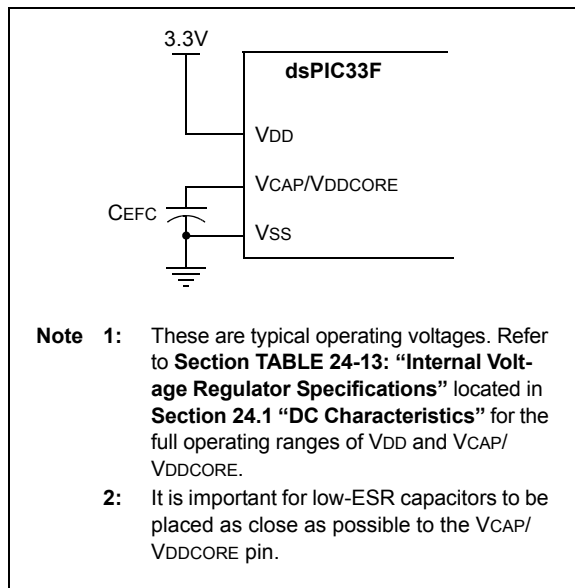 3.3V
dsPIC33F
VDD
VCAP/VDDCORE
CEFC
VSS
Note 1: These are typical operating voltages. Refer
to Section TABLE 24-13: “Internal Volt-
age Regulator Specifications” located in
Section 24.1 “DC Characteristics” for the
full operating ranges of VDD and VCAP/
VDDCORE.
2: It is important for low-ESR capacitors to be
placed as close as possible to the VCAP/
VDDCORE pin.